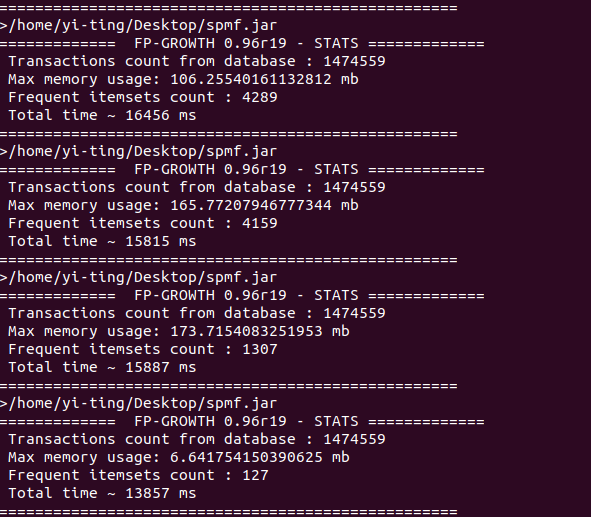 ===================================================
>/home/yi-ting/Desktop/spmf.jar
=============  FP-GROWTH 0.96r19 - STATS =============
 Transactions count from database : 1474559
 Max memory usage: 106.25540161132812 mb
 Frequent itemsets count : 4289
 Total time ~ 16456 ms
===================================================
>/home/yi-ting/Desktop/spmf.jar
=============  FP-GROWTH 0.96r19 - STATS =============
 Transactions count from database : 1474559
 Max memory usage: 165.77207946777344 mb
 Frequent itemsets count : 4159
 Total time ~ 15815 ms
===================================================
>/home/yi-ting/Desktop/spmf.jar
=============  FP-GROWTH 0.96r19 - STATS =============
 Transactions count from database : 1474559
 Max memory usage: 173.7154083251953 mb
 Frequent itemsets count : 1307
 Total time ~ 15887 ms
===================================================
>/home/yi-ting/Desktop/spmf.jar
=============  FP-GROWTH 0.96r19 - STATS =============
 Transactions count from database : 1474559
 Max memory usage: 6.641754150390625 mb
 Frequent itemsets count : 127
 Total time ~ 13857 ms
===================================================